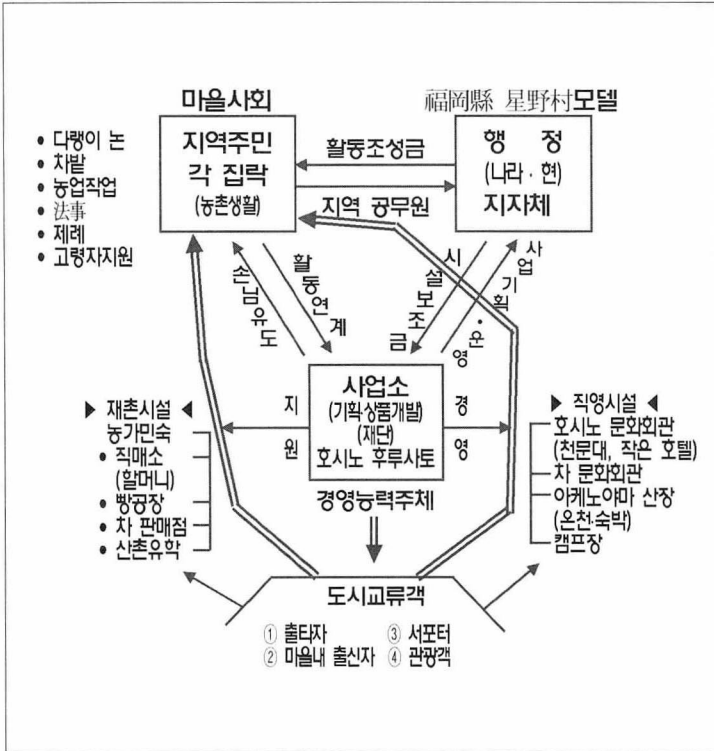 마을사회
福岡縣 星野村모델
• 다랭이 논
• 차밭
• 농업작업
• 法事
• 제례
• 고령자지원
지역주민
각 집락
(농촌생활)
활동조성금
지역 공무원
행 정
(나라 · 현)
지자체
손님유도
활동연계
시설보조금
사업기획·운영
사업소
(기획·상품개발)
(재단)
호시노 후루사토
지원
경영
경영능력주체
▶ 재촌시설 ◀
농가민숙
• 직매소
(할머니)
• 빵공장
• 차 판매점
• 산촌유학
▶ 직영시설 ◀
호시노 문화회관
(천문대, 작은 호텔)
차 문화회관
아케노야마 산장
(온천·숙박)
캠프장
도시교류객
① 출타자 ③ 서포터
② 마을내 출신자 ④ 관광객